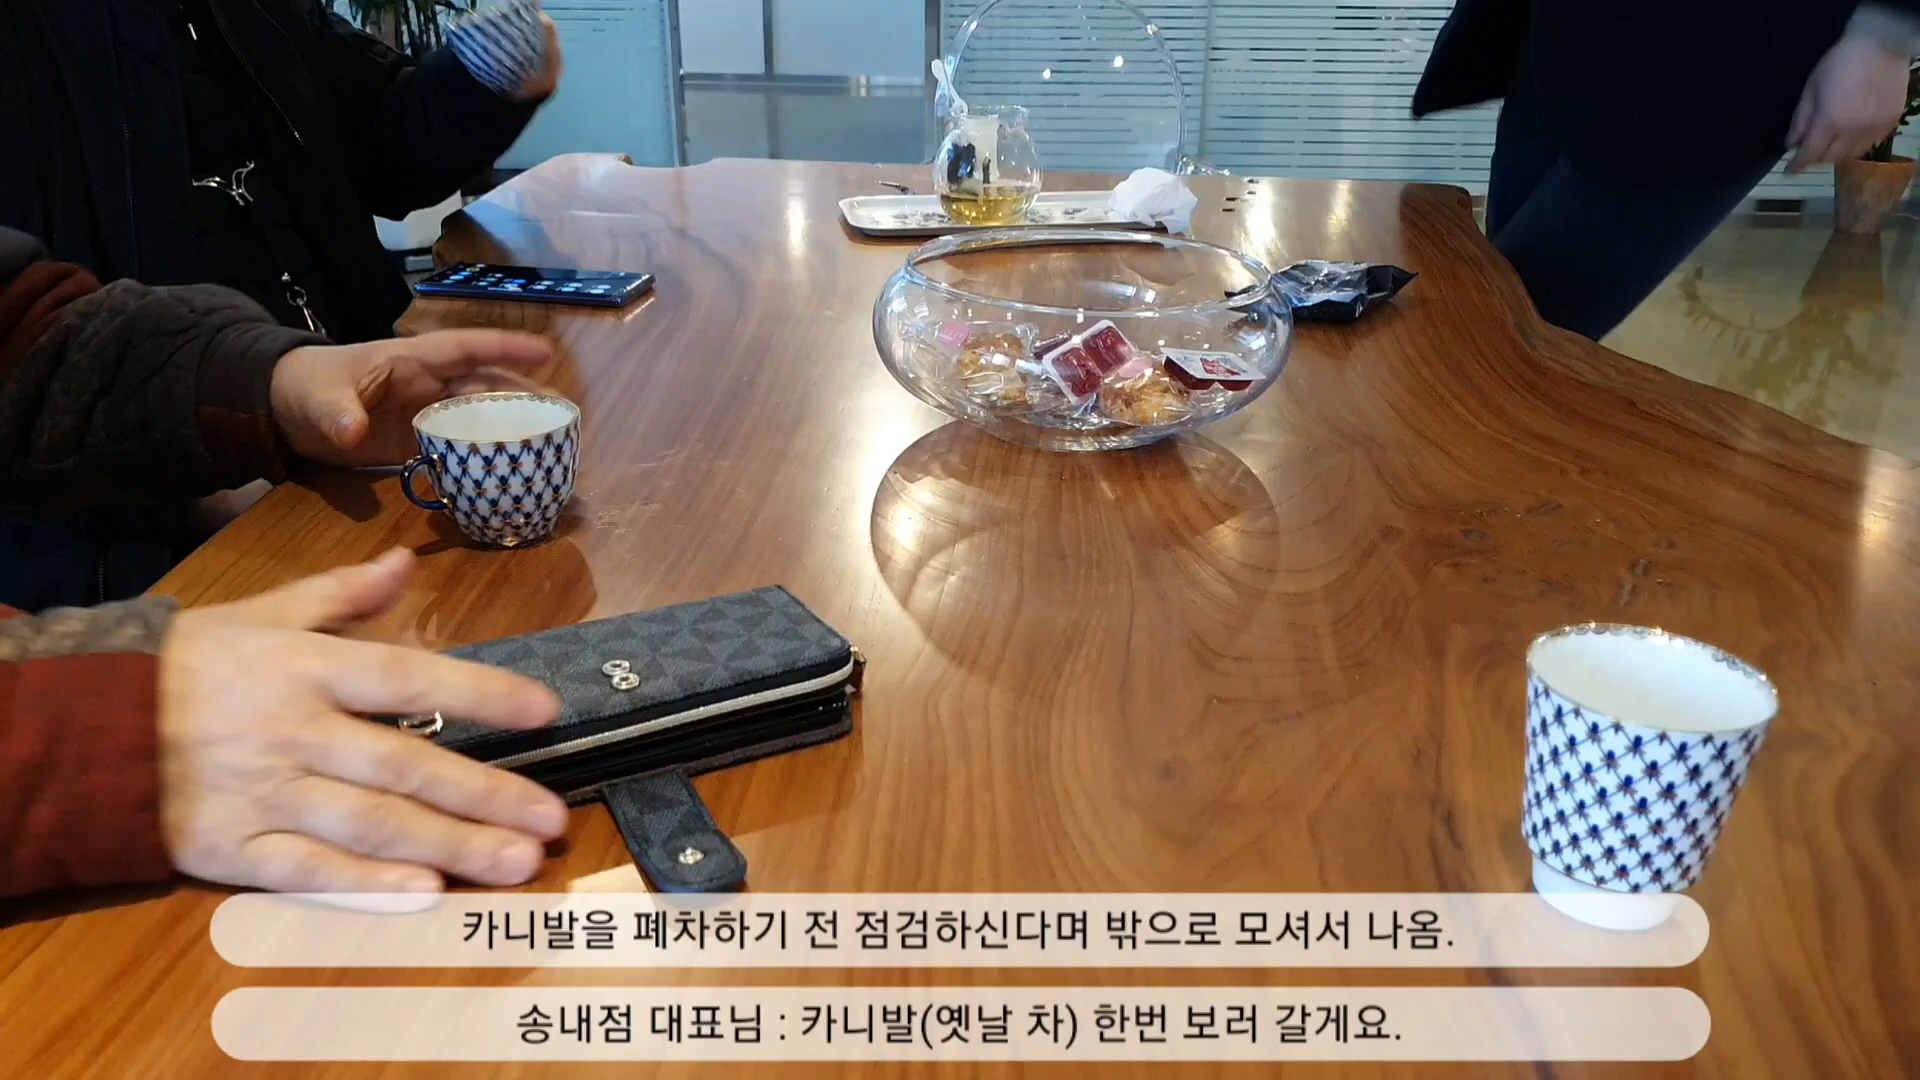 카니발을 폐차하기 전 점검하신다며 밖으로 모셔서 나옴.
송내점 대표님 : 카니발(옛날 차) 한번 보러 갈게요.